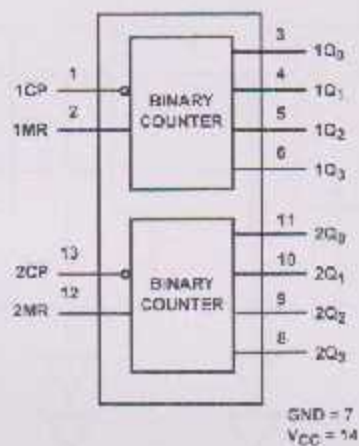 3
1Q0
1
4
1CP
1Q1
BINARY
COUNTER
2
5
1MR
1Q2
6
1Q3
11
2Q0
13
10
2CP
2Q1
BINARY
COUNTER
12
9
2MR
2Q2
8
2Q3
GND = 7
VCC = 14